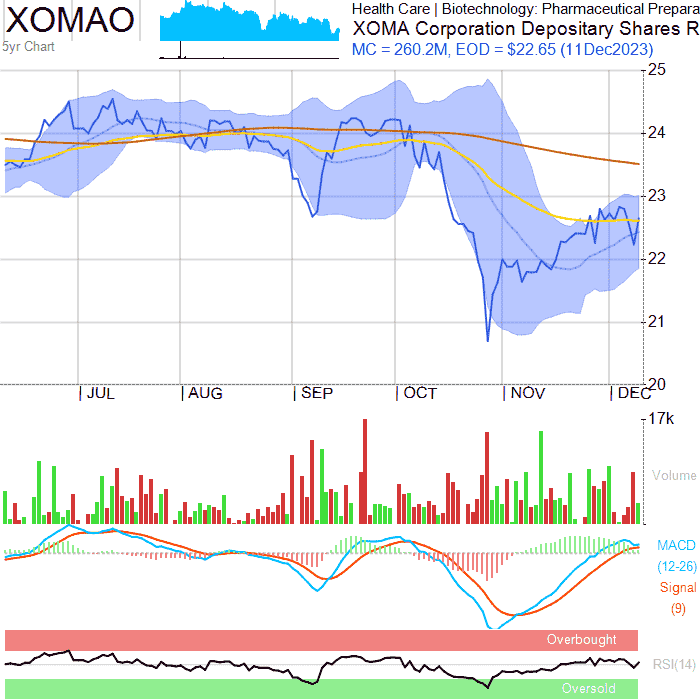 XOMAO
Health Care | Biotechnology: Pharmaceutical Prepara
XOMA Corporation Depositary Shares R
5yr Chart
MC = 260.2M, EOD = $22.65 (11Dec2023)
25
24
23
22
21
20
| JUL
| AUG
| SEP
| OCT
| NOV
| DEC
17k
Volume
MACD
(12-26)
Signal
(9)
Overbought
RSI(14)
Oversold